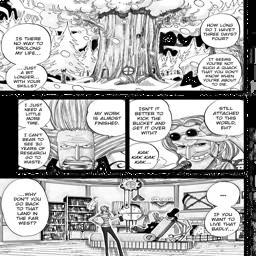 HOW LONG
DO I HAVE?
THREE DAYS?
FOUR?
IT SEEMS
YOU'RE NOT
SUCH A QUACK
THAT YOU DON'T
KNOW WHEN
YOU'RE ABOUT
TO DIE...
IS THERE
NO WAY TO
PROLONG
MY LIFE...
...JUST
A BIT
LONGER...
WITH YOUR
SKILLS?
STILL
ATTACHED
TO THIS
WORLD,
EH?
ISN'T IT
BETTER TO
KICK THE
BUCKET AND
GET IT OVER
WITH?
KAK
KAK KAK
KAK...
MY WORK
IS ALMOST
FINISHED.
I JUST
NEED A
LITTLE
MORE
TIME.
I CAN'T
BEAR TO
SEE 30
YEARS OF
RESEARCH
GO TO
WASTE.
IF YOU
WANT TO
LIVE THAT
BADLY...
...WHY
DON'T YOU
GO BACK
TO THAT
LAND IN
THE FAR
WEST?